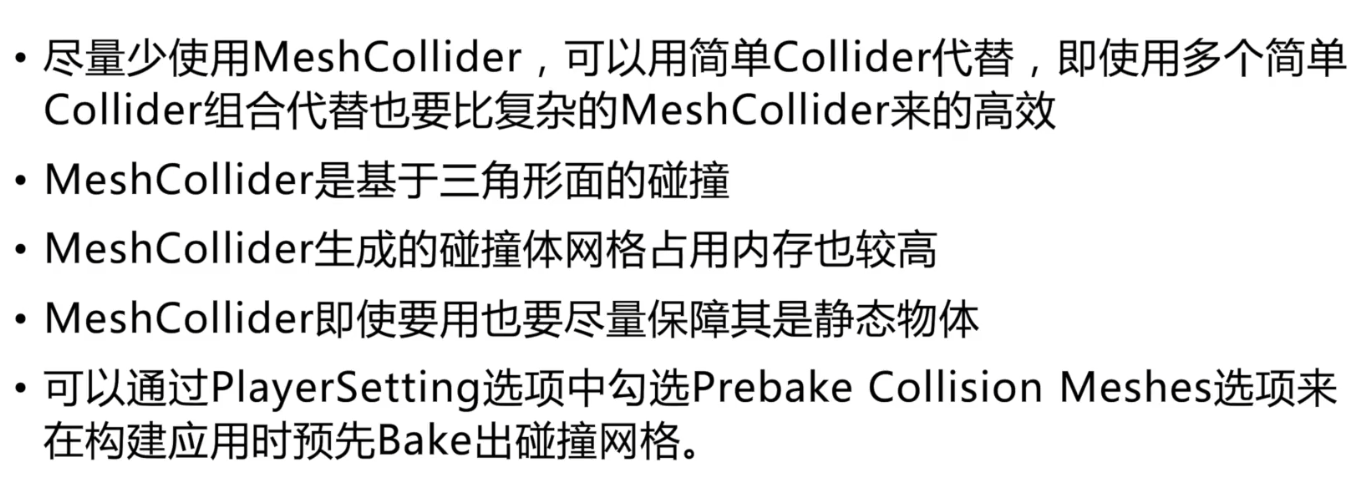 • 尽量少使用MeshCollider，可以用简单Collider代替，即使用多个简单
Collider组合代替也要比复杂的MeshCollider来的高效
• MeshCollider是基于三角形面的碰撞
• MeshCollider生成的碰撞体网格占用内存也较高
• MeshCollider即使要用也要尽量保障其是静态物体
• 可以通过PlayerSetting选项中勾选Prebake Collision Meshes选项来
在构建应用时预先Bake出碰撞网格。